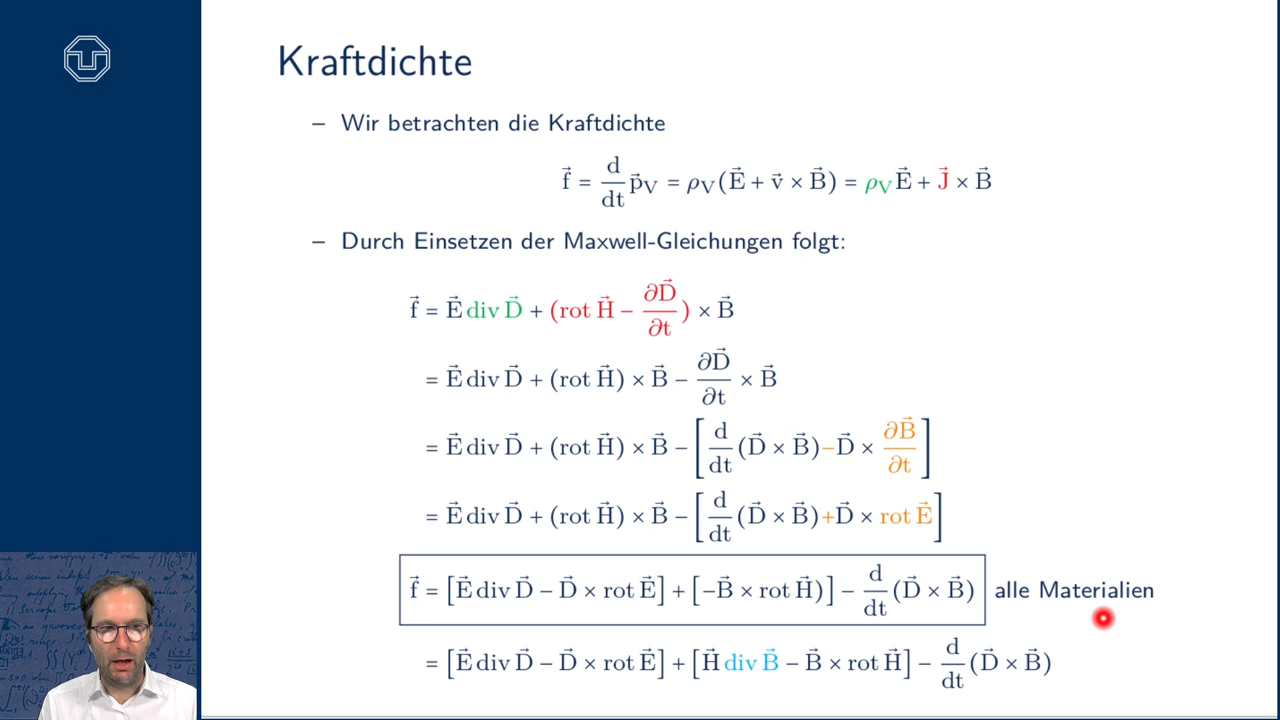 Kraftdichte
– Wir betrachten die Kraftdichte
f⃗ = d/dt p⃗_V = ρ_V(E⃗ + v⃗ × B⃗) = ρ_V E⃗ + J⃗ × B⃗
– Durch Einsetzen der Maxwell-Gleichungen folgt:
f⃗ = E⃗ div D⃗ + (rot H⃗ − ∂D⃗/∂t) × B⃗
= E⃗ div D⃗ + (rot H⃗) × B⃗ − ∂D⃗/∂t × B⃗
= E⃗ div D⃗ + (rot H⃗) × B⃗ − [d/dt (D⃗ × B⃗) − D⃗ × ∂B⃗/∂t]
= E⃗ div D⃗ + (rot H⃗) × B⃗ − [d/dt (D⃗ × B⃗) + D⃗ × rot E⃗]
f⃗ = [E⃗ div D⃗ − D⃗ × rot E⃗] + [−B⃗ × rot H⃗)] − d/dt (D⃗ × B⃗) alle Materialien
= [E⃗ div D⃗ − D⃗ × rot E⃗] + [H⃗ div B⃗ − B⃗ × rot H⃗] − d/dt (D⃗ × B⃗)